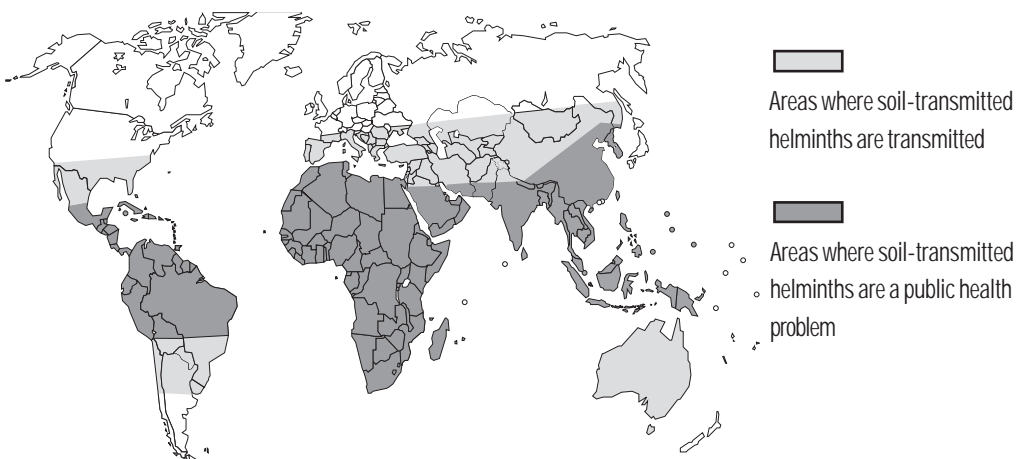 Areas where soil-transmitted
helminths are transmitted
Areas where soil-transmitted
helminths are a public health
problem